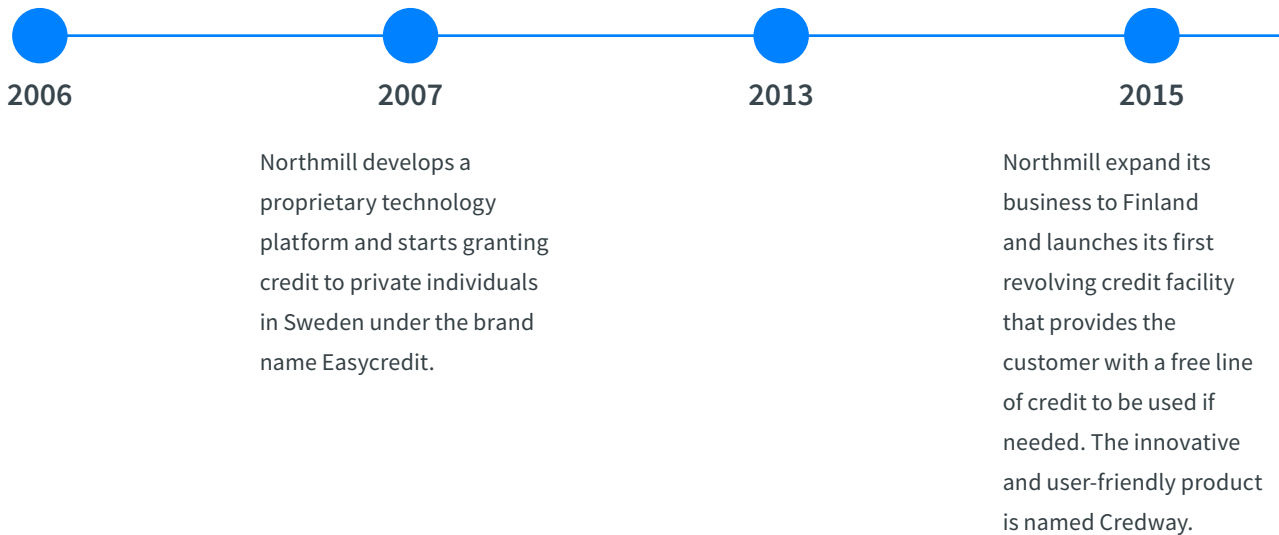 2006
2007
2013
2015
Northmill develops a
proprietary technology
platform and starts granting
credit to private individuals
in Sweden under the brand
name Easycredit.
Northmill expand its
business to Finland
and launches its first
revolving credit facility
that provides the
customer with a free line
of credit to be used if
needed. The innovative
and user-friendly product
is named Credway.